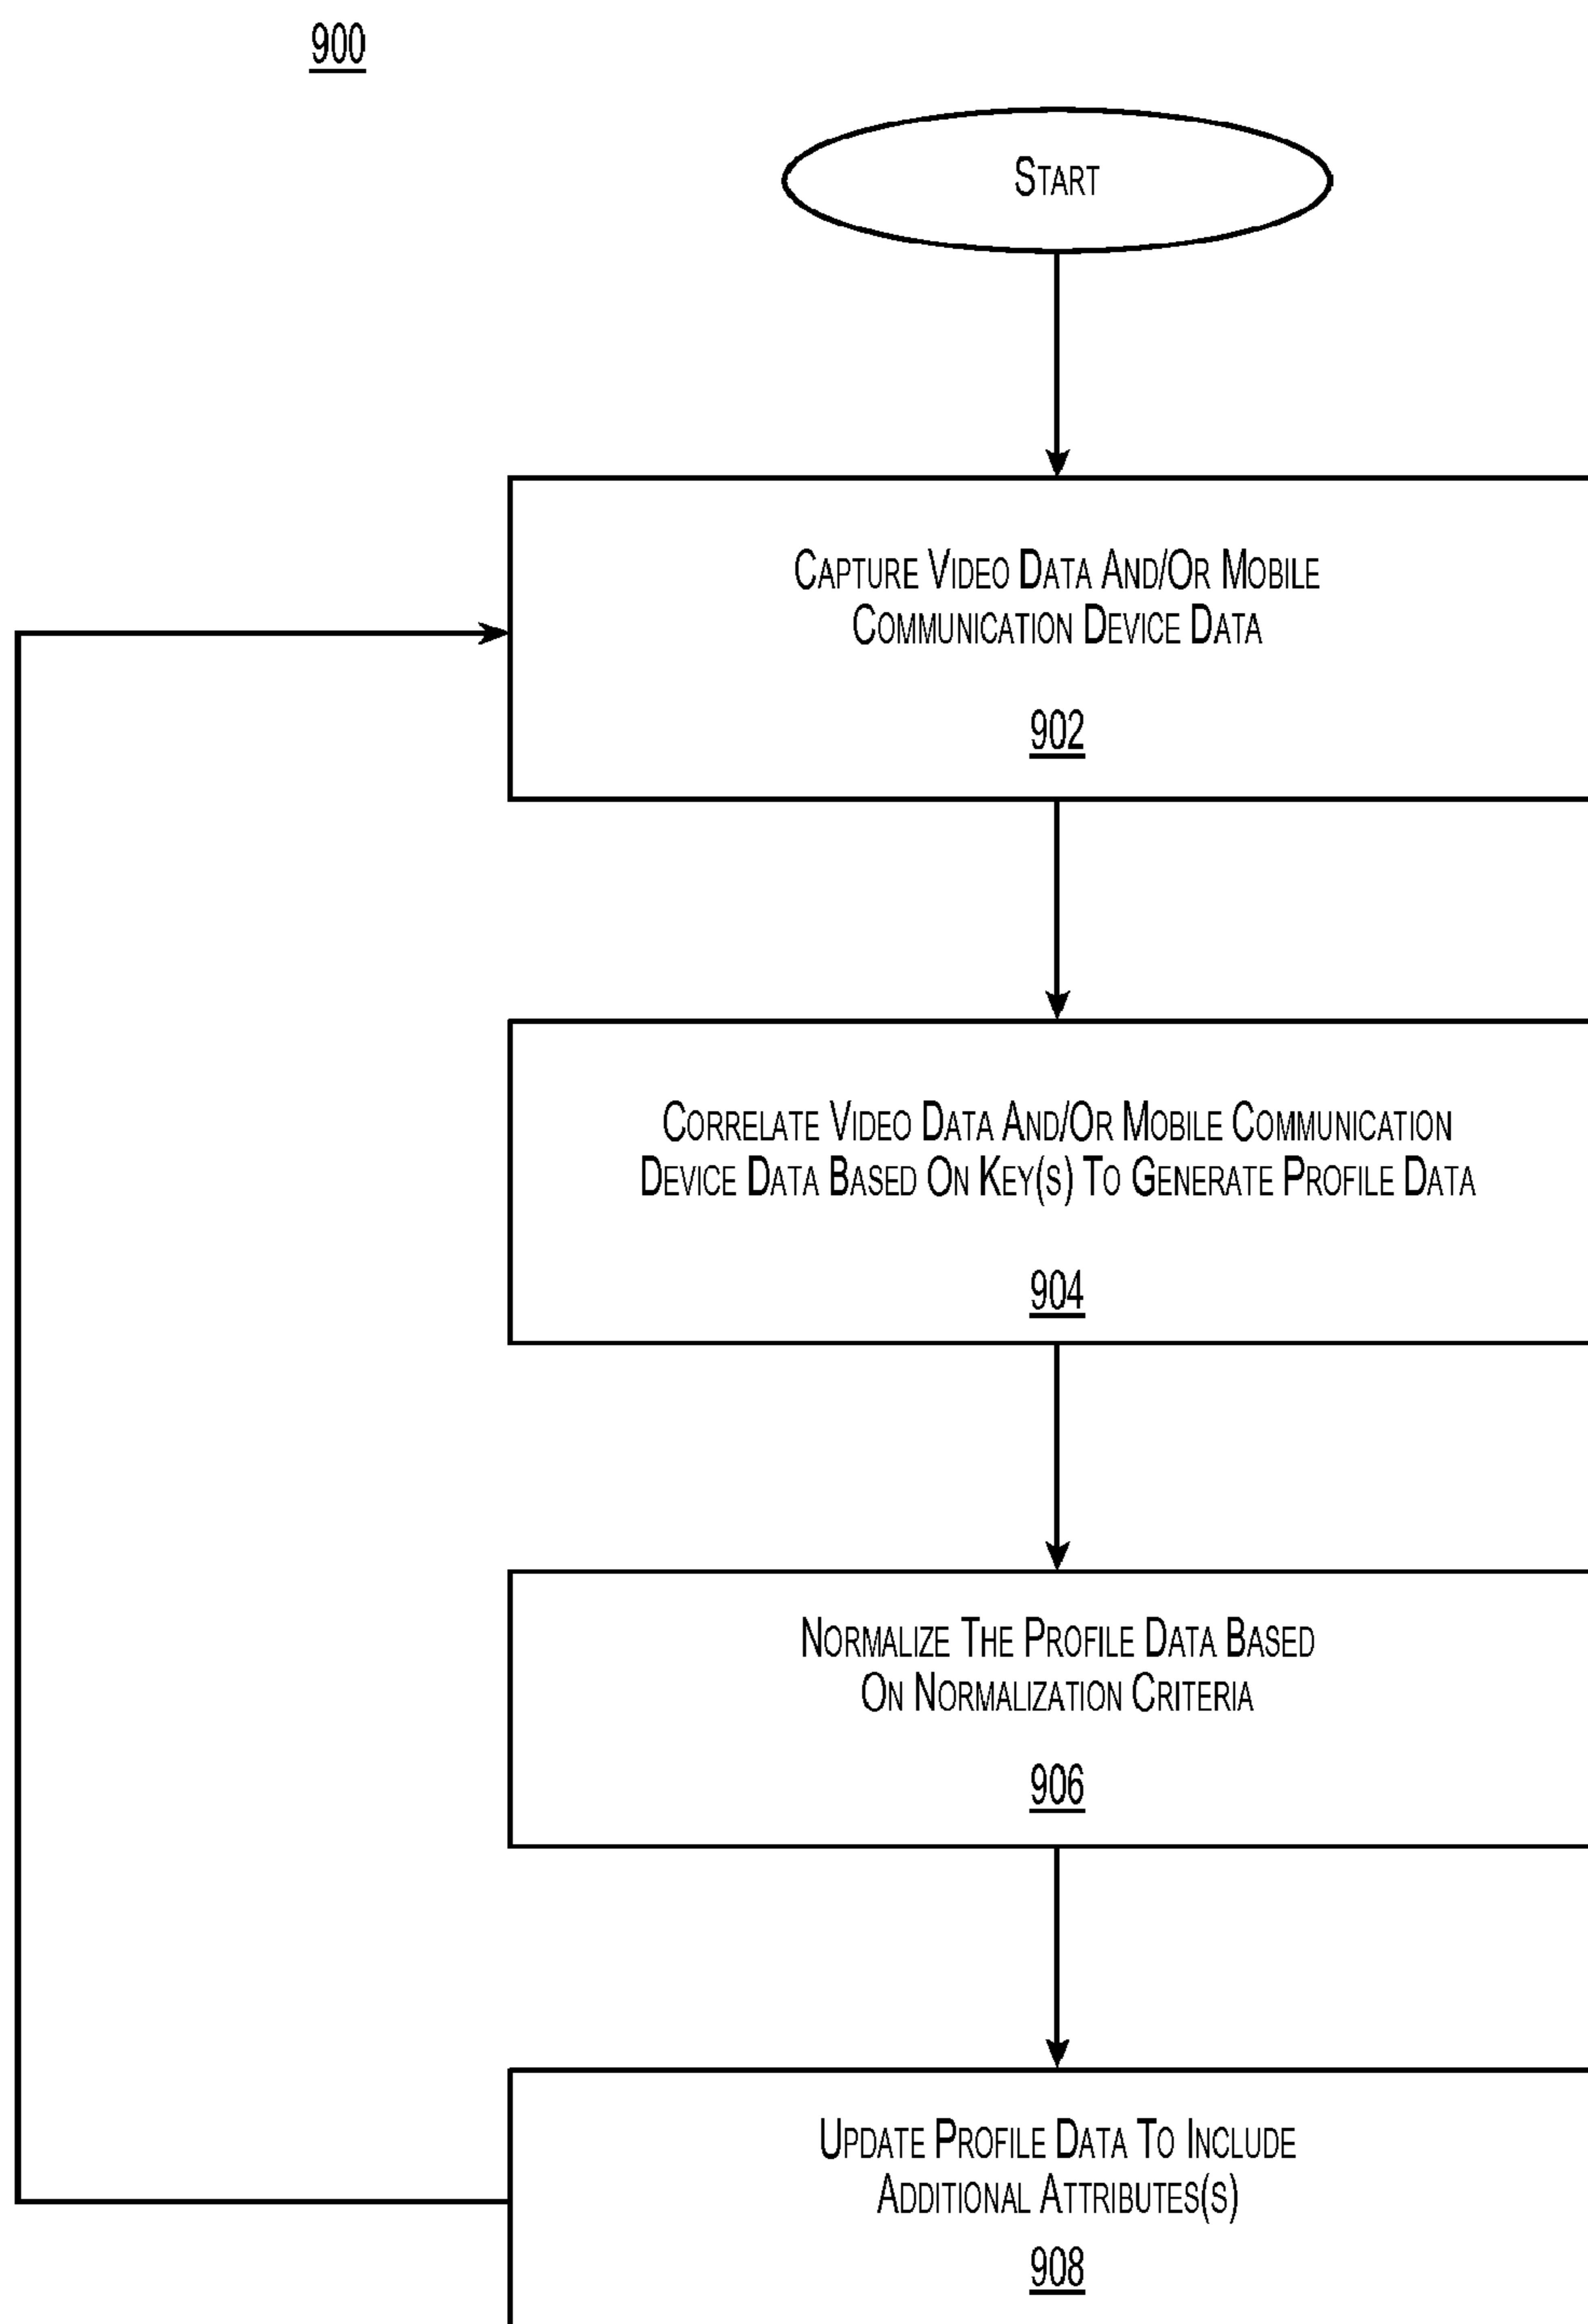 900
START
CAPTURE VIDEO DATA AND/OR MOBILE
COMMUNICATION DEVICE DATA
902
CORRELATE VIDEO DATA AND/OR MOBILE COMMUNICATION
DEVICE DATA BASED ON KEY(S) TO GENERATE PROFILE DATA
904
NORMALIZE THE PROFILE DATA BASED
ON NORMALIZATION CRITERIA
906
UPDATE PROFILE DATA TO INCLUDE
ADDITIONAL ATTRIBUTES(S)
908